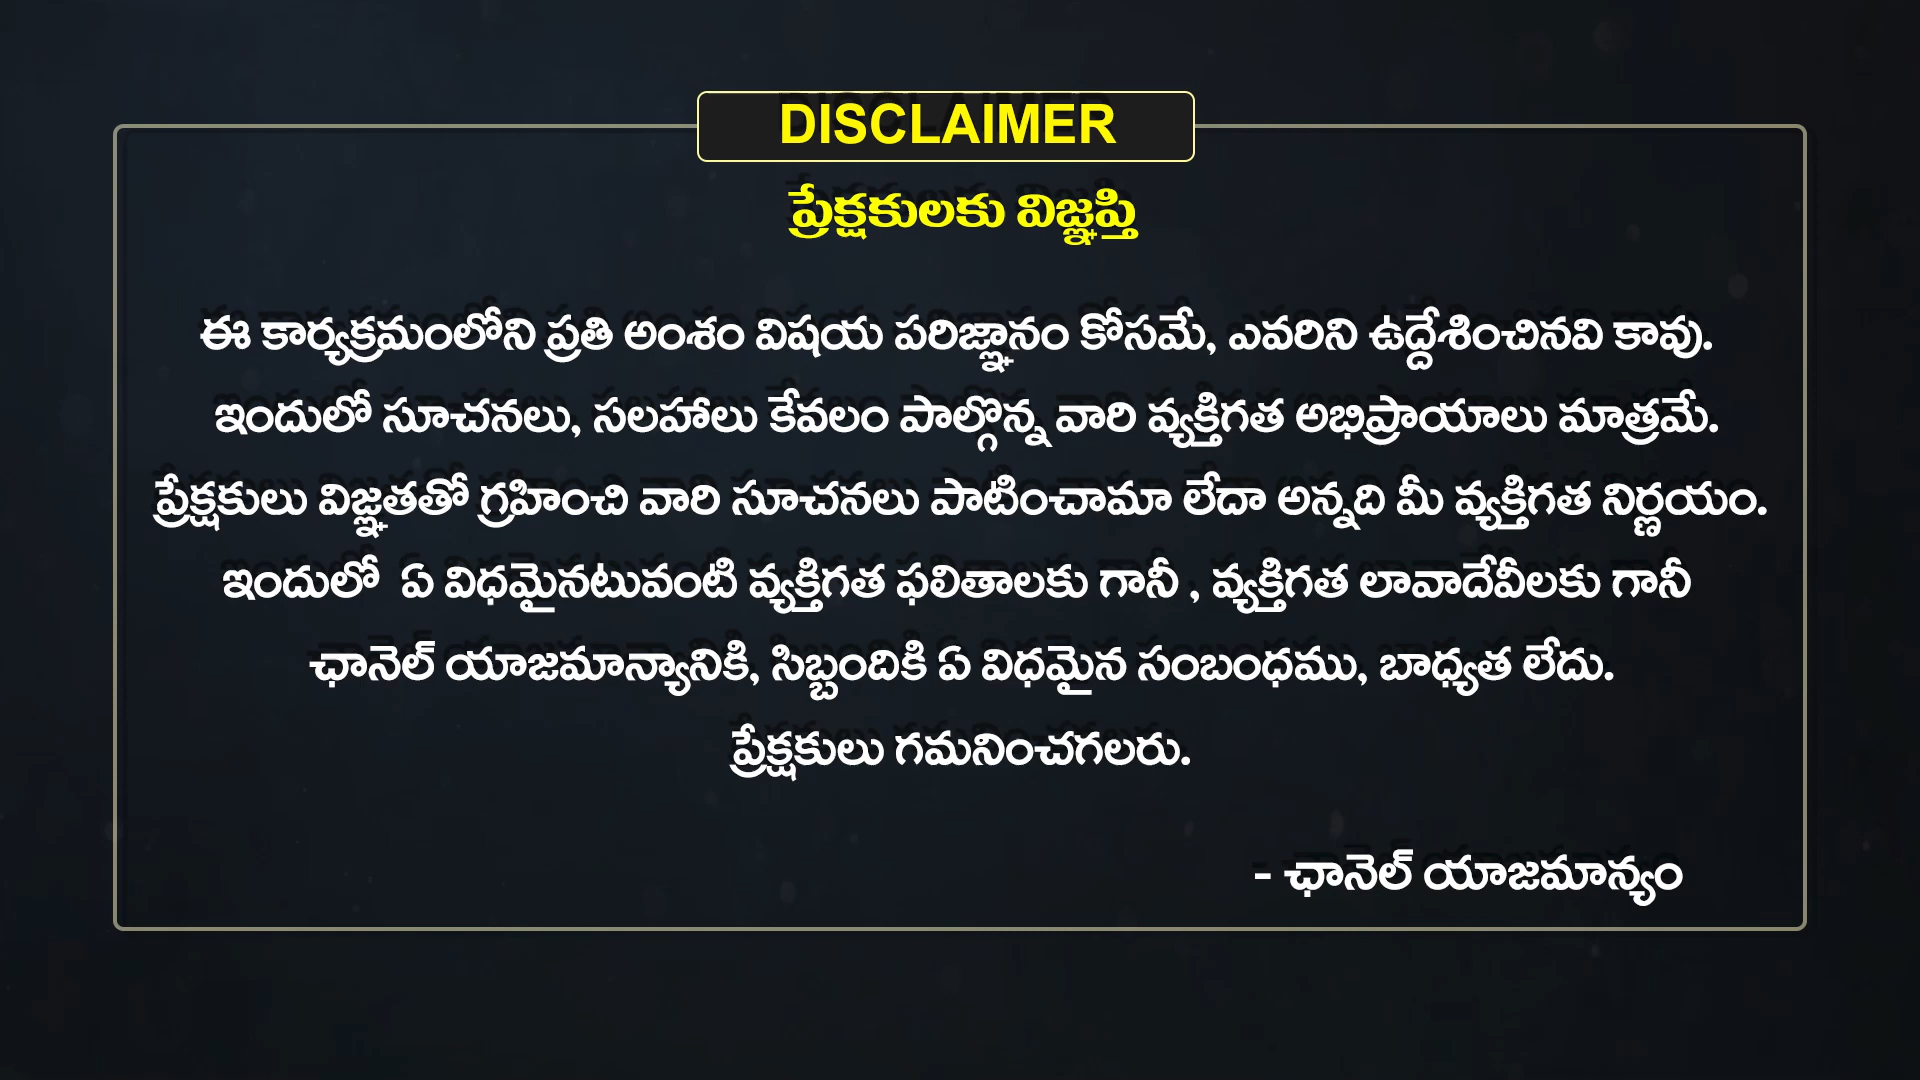 DISCLAIMER
ప్రేక్షకులకు విజ్ఞప్తి
ఈ కార్యక్రమంలోని ప్రతి అంశం విషయ పరిజ్ఞానం కోసమే, ఎవరిని ఉద్దేశించినవి కావు.
ఇందులో సూచనలు, సలహాలు కేవలం పాల్గొన్న వారి వ్యక్తిగత అభిప్రాయాలు మాత్రమే.
ప్రేక్షకులు విజ్ఞతతో గ్రహించి వారి సూచనలు పాటించామా లేదా అన్నది మీ వ్యక్తిగత నిర్ణయం.
ఇందులో  ఏ విధమైనటువంటి వ్యక్తిగత ఫలితాలకు గానీ , వ్యక్తిగత లావాదేవీలకు గానీ
ఛానెల్ యాజమాన్యానికి, సిబ్బందికి ఏ విధమైన సంబంధము, బాధ్యత లేదు.
ప్రేక్షకులు గమనించగలరు.
- ఛానెల్ యాజమాన్యం